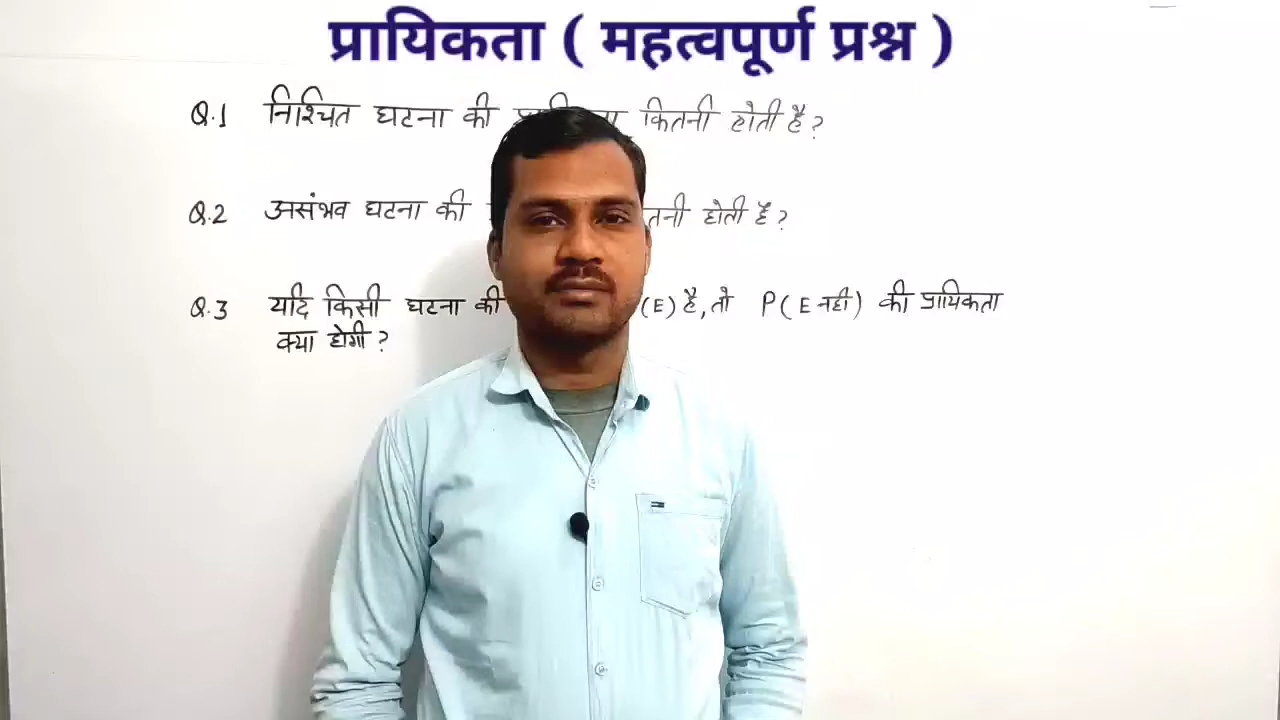 प्रायिकता ( महत्वपूर्ण प्रश्न )
Q.1 निश्चित घटना की कितनी होती है ?
Q.2 असंभव घटना की होती है ?
Q.3 यदि किसी घटना की (E) है, तो P( E नहीं ) की प्रायिकता
क्या होगी ?